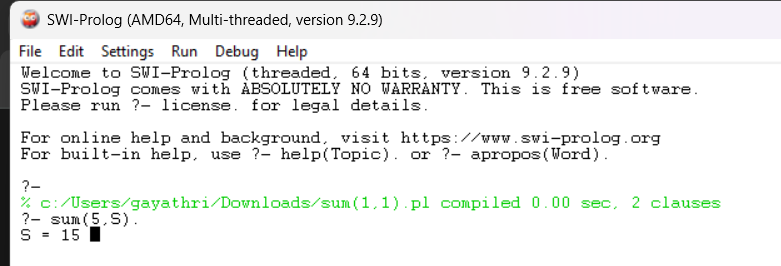 SWI-Prolog (AMD64, Multi-threaded, version 9.2.9)
File Edit Settings Run Debug Help
Welcome to SWI-Prolog (threaded, 64 bits, version 9.2.9)
SWI-Prolog comes with ABSOLUTELY NO WARRANTY. This is free software.
Please run ?- license. for legal details.
For online help and background, visit https://www.swi-prolog.org
For built-in help, use ?- help(Topic). or ?- apropos(Word).
?-
% c:/Users/gayathri/Downloads/sum(1,1).pl compiled 0.00 sec, 2 clauses
?- sum(5,S).
S = 15